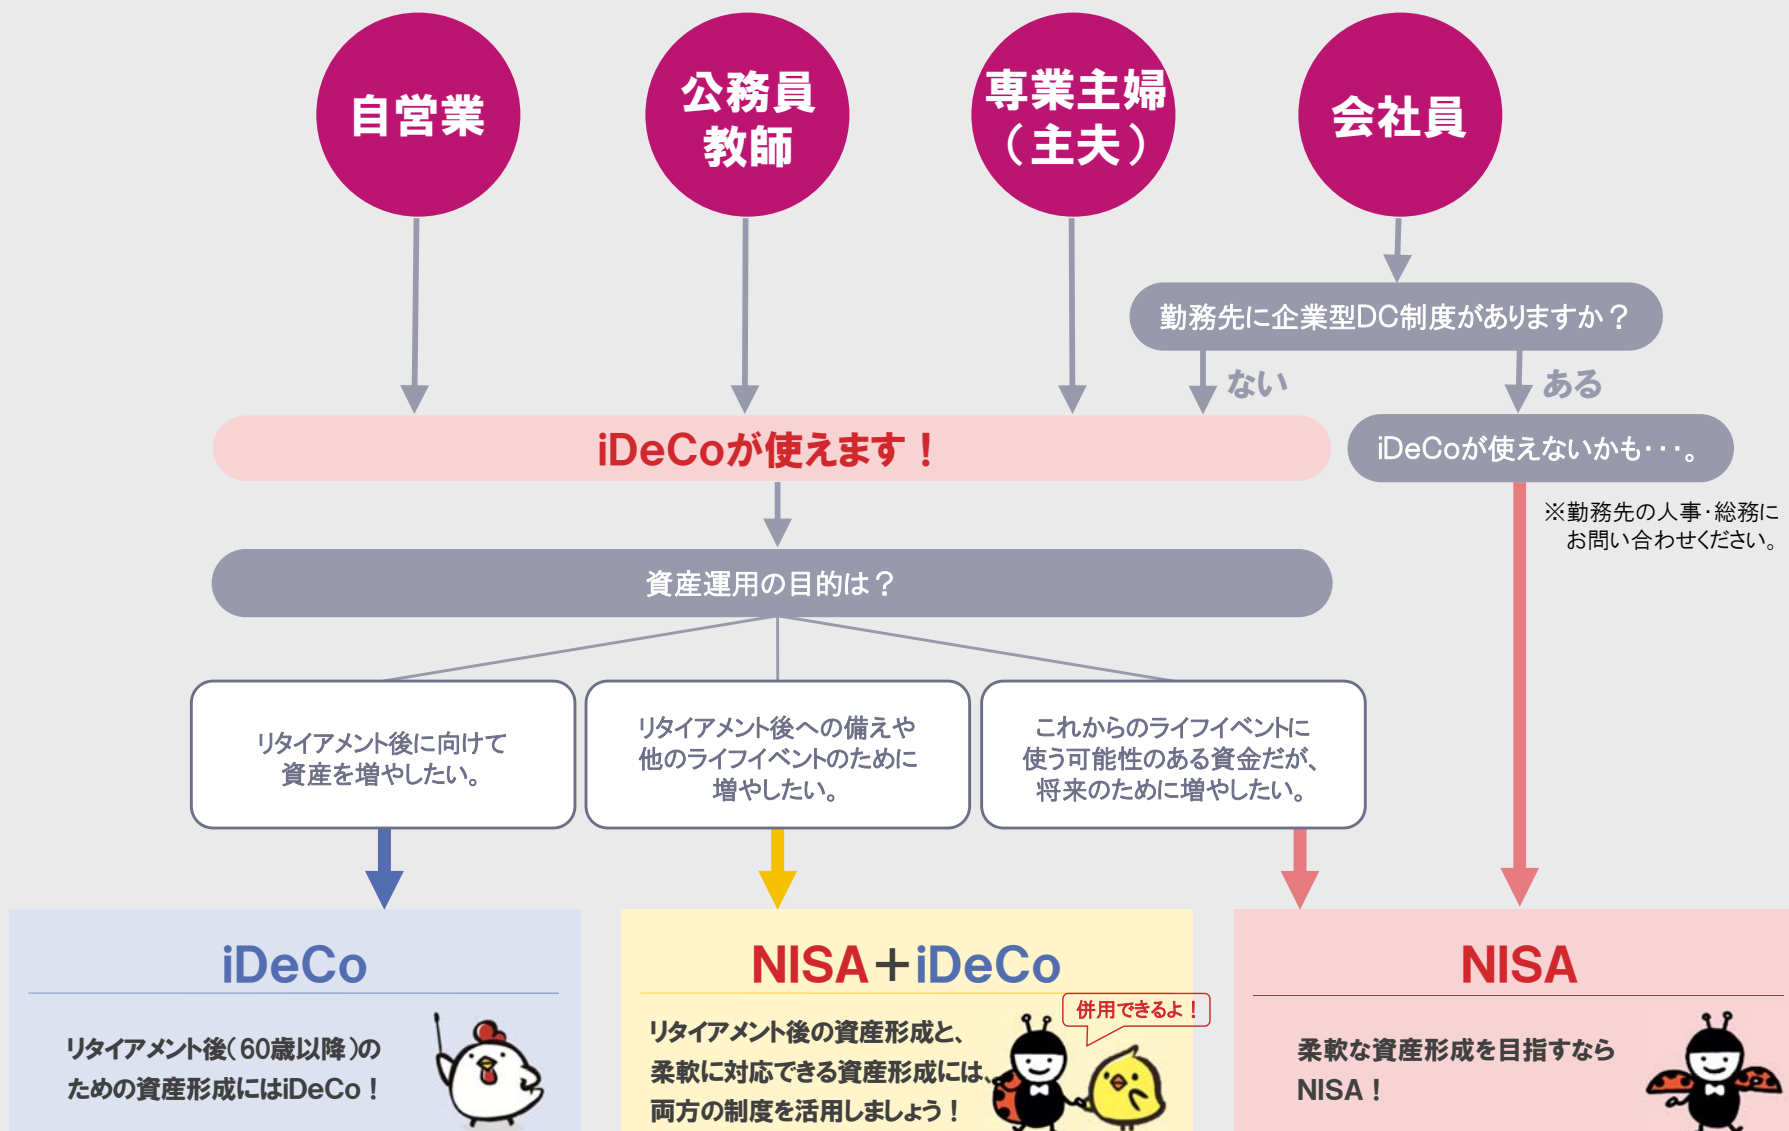 自営業
公務員
教師
専業主婦
（主夫）
会社員
勤務先に企業型DC制度がありますか？
ない
ある
iDeCoが使えます！
iDeCoが使えないかも・・・。
※勤務先の人事・総務に
お問い合わせください。
資産運用の目的は？
リタイアメント後に向けて
資産を増やしたい。
リタイアメント後への備えや
他のライフイベントのために
増やしたい。
これからのライフイベントに
使う可能性のある資金だが、
将来のために増やしたい。
iDeCo
リタイアメント後（60歳以降）の
ための資産形成にはiDeCo！
NISA＋iDeCo
併用できるよ！
リタイアメント後の資産形成と、
柔軟に対応できる資産形成には、
両方の制度を活用しましょう！
NISA
柔軟な資産形成を目指すなら
NISA！